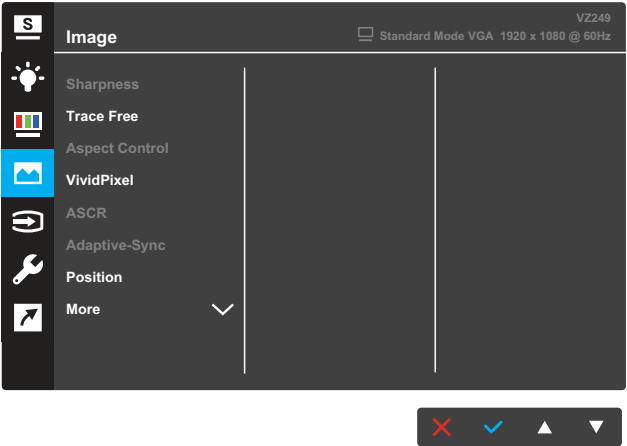 S
VZ249
Image
Standard Mode VGA 1920 x 1080 @ 60Hz
Sharpness
Trace Free
Aspect Control
VividPixel
ASCR
Adaptive-Sync
Position
More